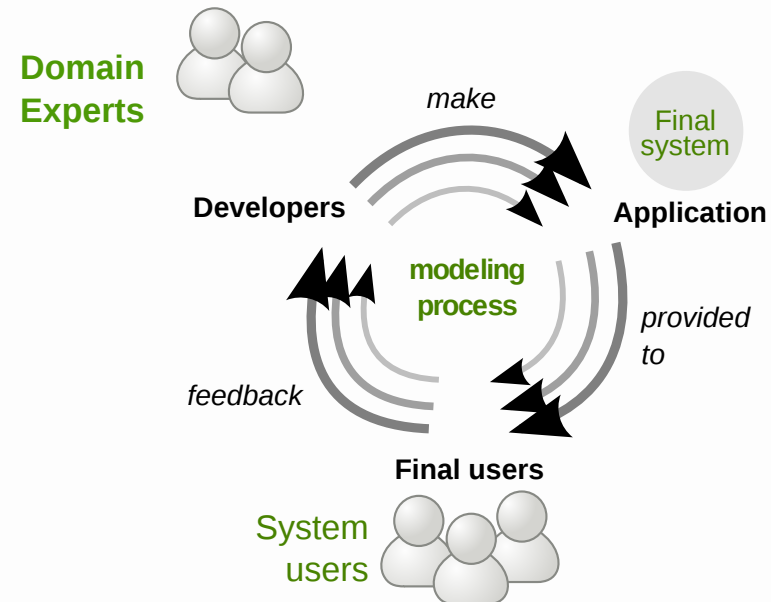 Domain
Experts
make
Final
system
Developers
Application
modeling
process
provided
to
feedback
Final users
System
users